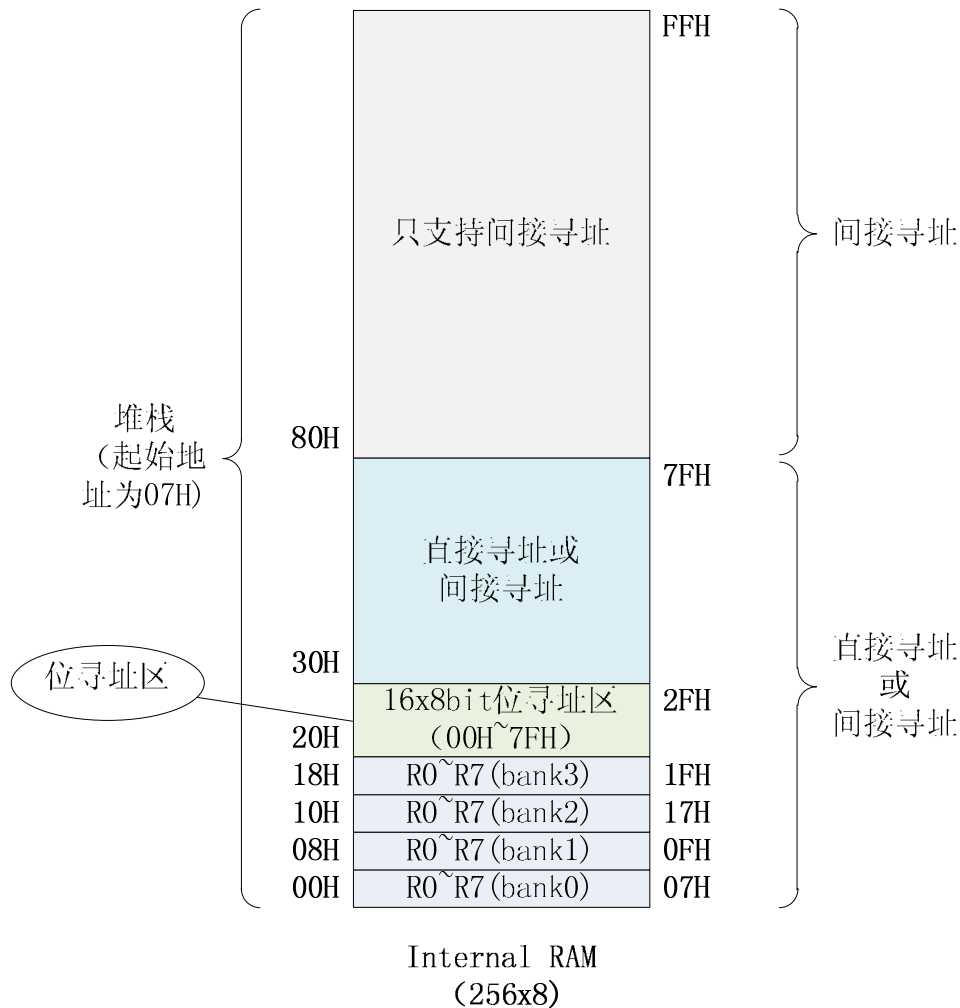 FFH
只支持间接寻址
间接寻址
堆栈
（起始地
址为07H)
80H
7FH
直接寻址或
间接寻址
30H
直接寻址
或
间接寻址
位寻址区
16x8bit位寻址区
（00H~7FH）
2FH
20H
18H
R0~R7(bank3)
1FH
10H
R0~R7(bank2)
17H
08H
R0~R7(bank1)
0FH
00H
R0~R7(bank0)
07H
Internal RAM
（256x8)